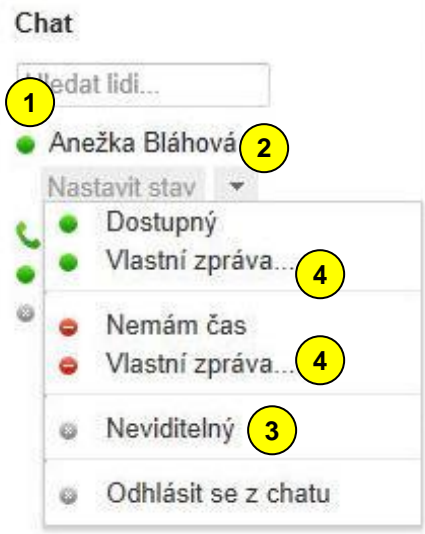 Chat
Hledat lidi...
1
Anežka Bláhová
2
Nastavit stav
Dostupný
Vlastní zpráva...
4
Nemám čas
Vlastní zpráva...
4
Neviditelný
3
Odhlásit se z chatu